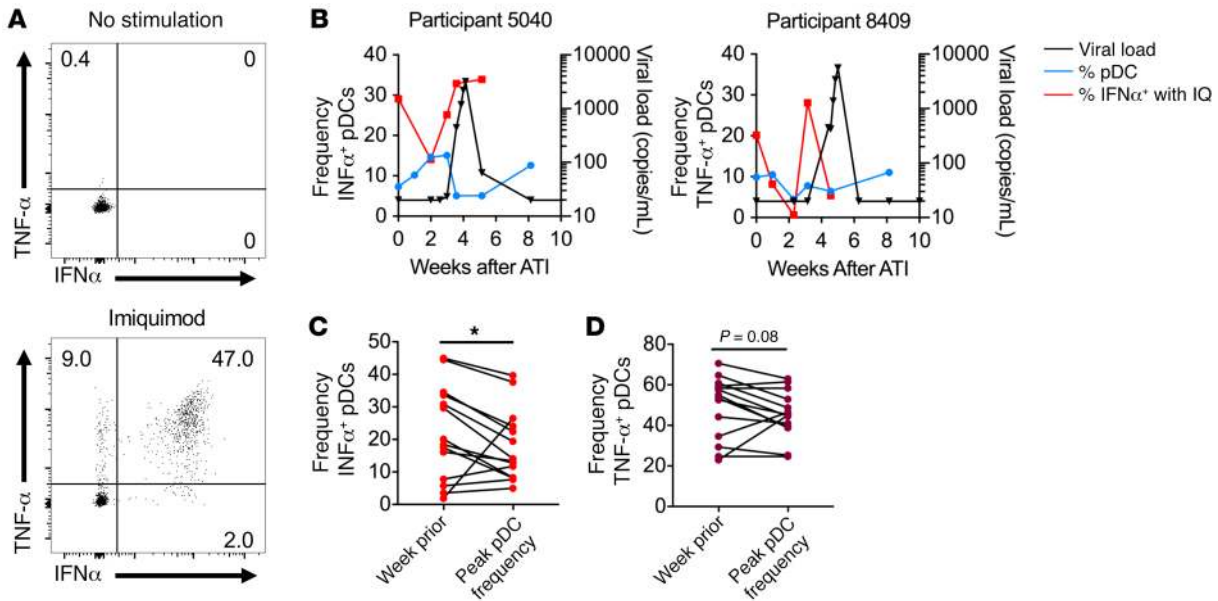 A
No stimulation
0.4
0
0
TNF-α
IFNα
Imiquimod
9.0
47.0
2.0
TNF-α
IFNα
B
Participant 5040
40
30
20
10
0
Frequency
INFα+ pDCs
10000
1000
100
10
Viral load
(copies/mL)
0 2 4 6 8 10
Weeks after ATI
Participant 8409
40
30
20
10
0
Frequency
TNF-α+ pDCs
10000
1000
100
10
Viral load
(copies/mL)
0 2 4 6 8 10
Weeks After ATI
Viral load
% pDC
% IFNα+ with IQ
C
*
50
40
30
20
10
0
Frequency
INFα+ pDCs
Week prior
Peak pDC
frequency
D
P = 0.08
80
60
40
20
0
Frequency
TNF-α+ pDCs
Week prior
Peak pDC
frequency